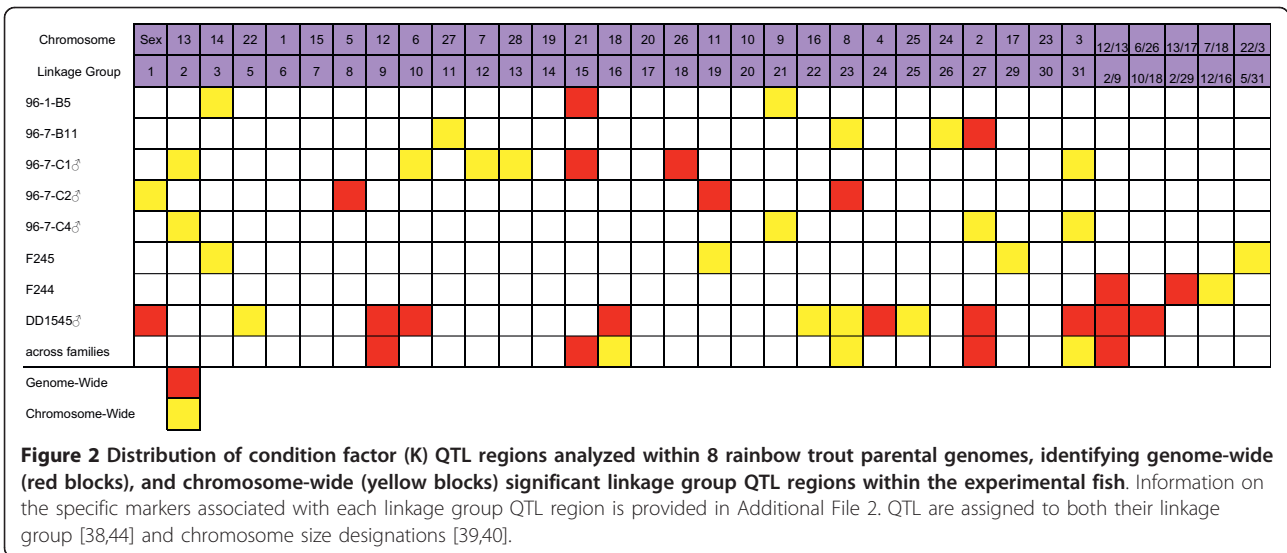 Chromosome Sex 13 14 22 1 15 5 12 6 27 7 28 19 21 18 20 26 11 10 9 16 8 4 25 24 2 17 23 3 12/13 6/26 13/17 7/18 22/3
Linkage Group 1 2 3 5 6 7 8 9 10 11 12 13 14 15 16 17 18 19 20 21 22 23 24 25 26 27 29 30 31 2/9 10/18 2/29 12/16 5/31
96-1-B5
96-7-B11
96-7-C1♂
96-7-C2♂
96-7-C4♂
F245
F244
DD1545♂
across families
Genome-Wide
Chromosome-Wide
Figure 2 Distribution of condition factor (K) QTL regions analyzed within 8 rainbow trout parental genomes, identifying genome-wide
(red blocks), and chromosome-wide (yellow blocks) significant linkage group QTL regions within the experimental fish. Information on
the specific markers associated with each linkage group QTL region is provided in Additional File 2. QTL are assigned to both their linkage
group [38,44] and chromosome size designations [39,40].